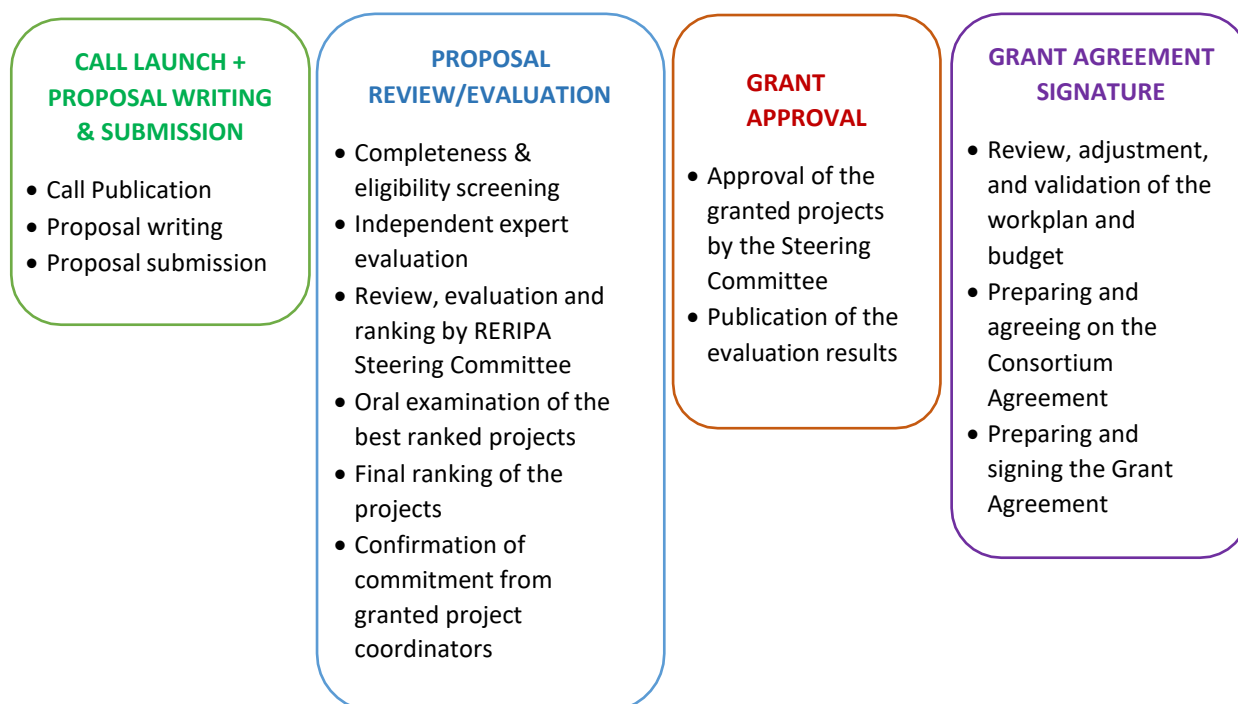 CALL LAUNCH +
PROPOSAL WRITING
& SUBMISSION
• Call Publication
• Proposal writing
• Proposal submission
PROPOSAL
REVIEW/EVALUATION
• Completeness &
eligibility screening
• Independent expert
evaluation
• Review, evaluation and
ranking by RERIPA
Steering Committee
• Oral examination of the
best ranked projects
• Final ranking of the
projects
• Confirmation of
commitment from
granted project
coordinators
GRANT
APPROVAL
• Approval of the
granted projects
by the Steering
Committee
• Publication of the
evaluation results
GRANT AGREEMENT
SIGNATURE
• Review, adjustment,
and validation of the
workplan and
budget
• Preparing and
agreeing on the
Consortium
Agreement
• Preparing and
signing the Grant
Agreement